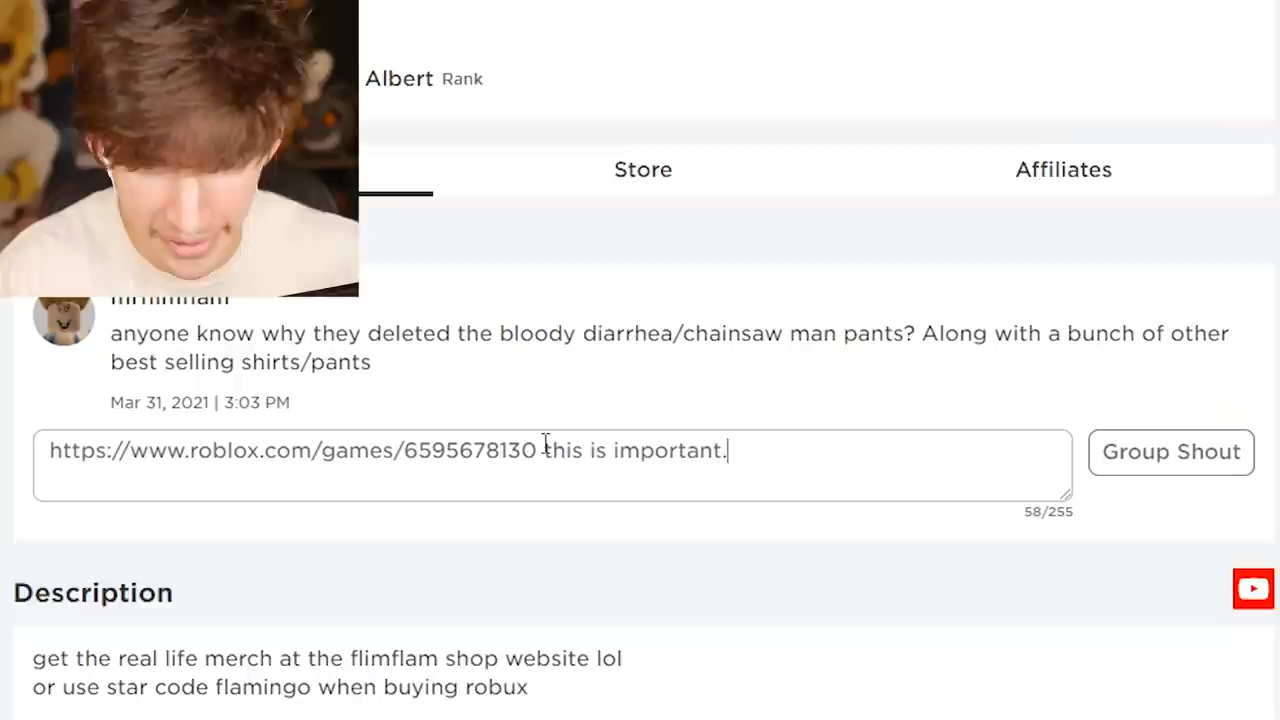 Albert Rank
Store
Affiliates
anyone know why they deleted the bloody diarrhea/chainsaw man pants? Along with a bunch of other
best selling shirts/pants
Mar 31, 2021 | 3:03 PM
https://www.roblox.com/games/6595678130 this is important.
Group Shout
58/255
Description
get the real life merch at the flimflam shop website lol
or use star code flamingo when buying robux